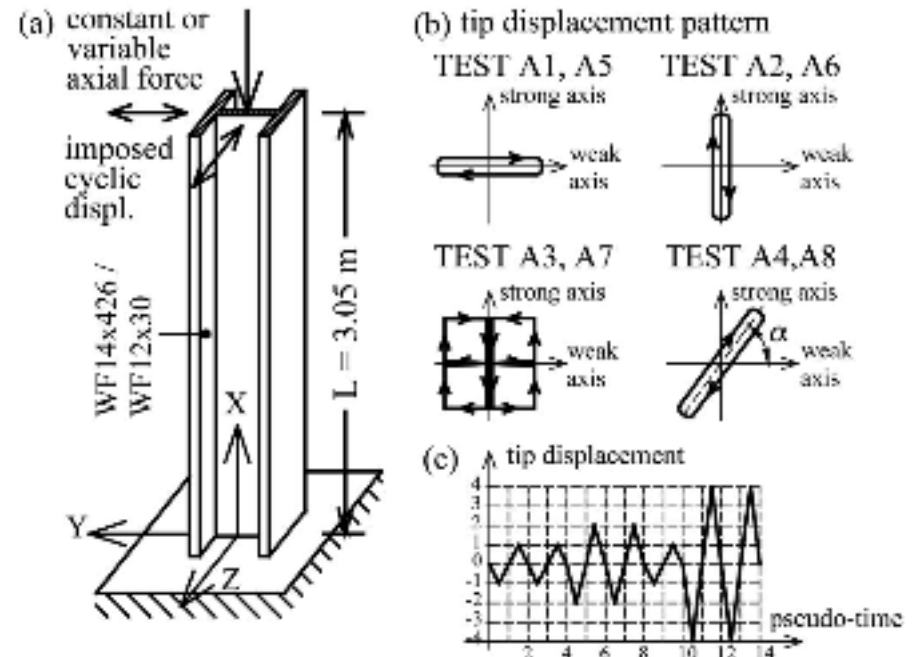 (a) constant or
variable
axial force
imposed
cyclic
displ.
WF14x426 /
WF12x30
L = 3.05 m
X
Y
Z
(b) tip displacement pattern
TEST A1, A5
strong axis
weak
axis
TEST A2, A6
strong axis
weak
axis
TEST A3, A7
strong axis
weak
axis
TEST A4,A8
strong axis
α
weak
axis
(c) tip displacement
4
3
2
1
0
-1
-2
-3
-4
pseudo-time
2 4 6 8 10 12 14